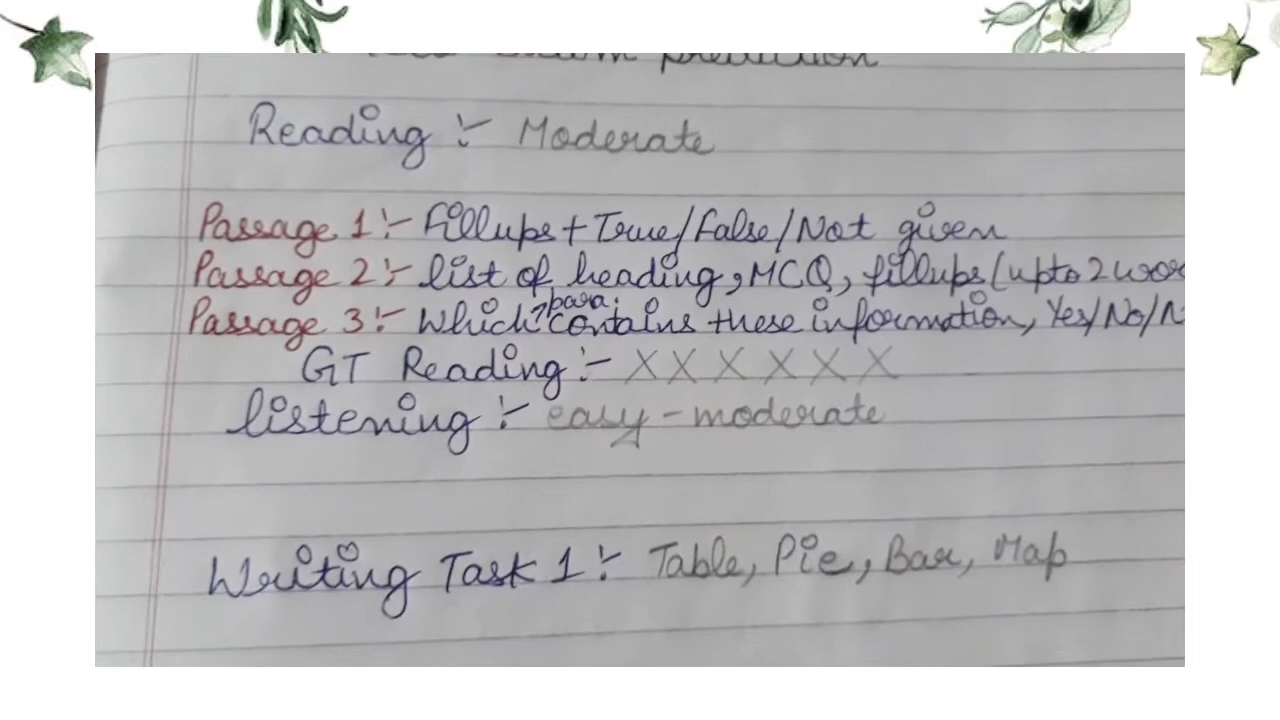 prediction
Reading :- Moderate
Passage 1:- Fillups + True/False/Not given
Passage 2:- list of heading, MCQ, fillups (upto 2
para.
Passage 3:- Which contains these information, Yes/No/N
GT Reading :- X X X X X X
listening :- easy-moderate
Writing Task 1:- Table, Pie, Bar, Map